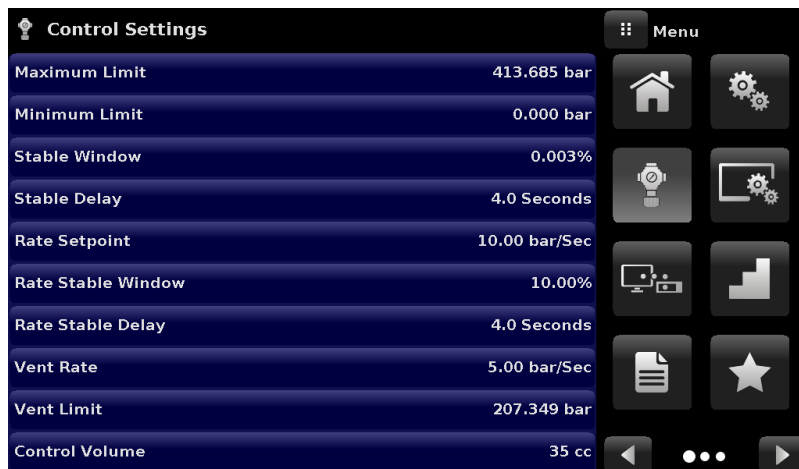 Control Settings
Menu
Maximum Limit 413.685 bar
Minimum Limit 0.000 bar
Stable Window 0.003%
Stable Delay 4.0 Seconds
Rate Setpoint 10.00 bar/Sec
Rate Stable Window 10.00%
Rate Stable Delay 4.0 Seconds
Vent Rate 5.00 bar/Sec
Vent Limit 207.349 bar
Control Volume 35 cc